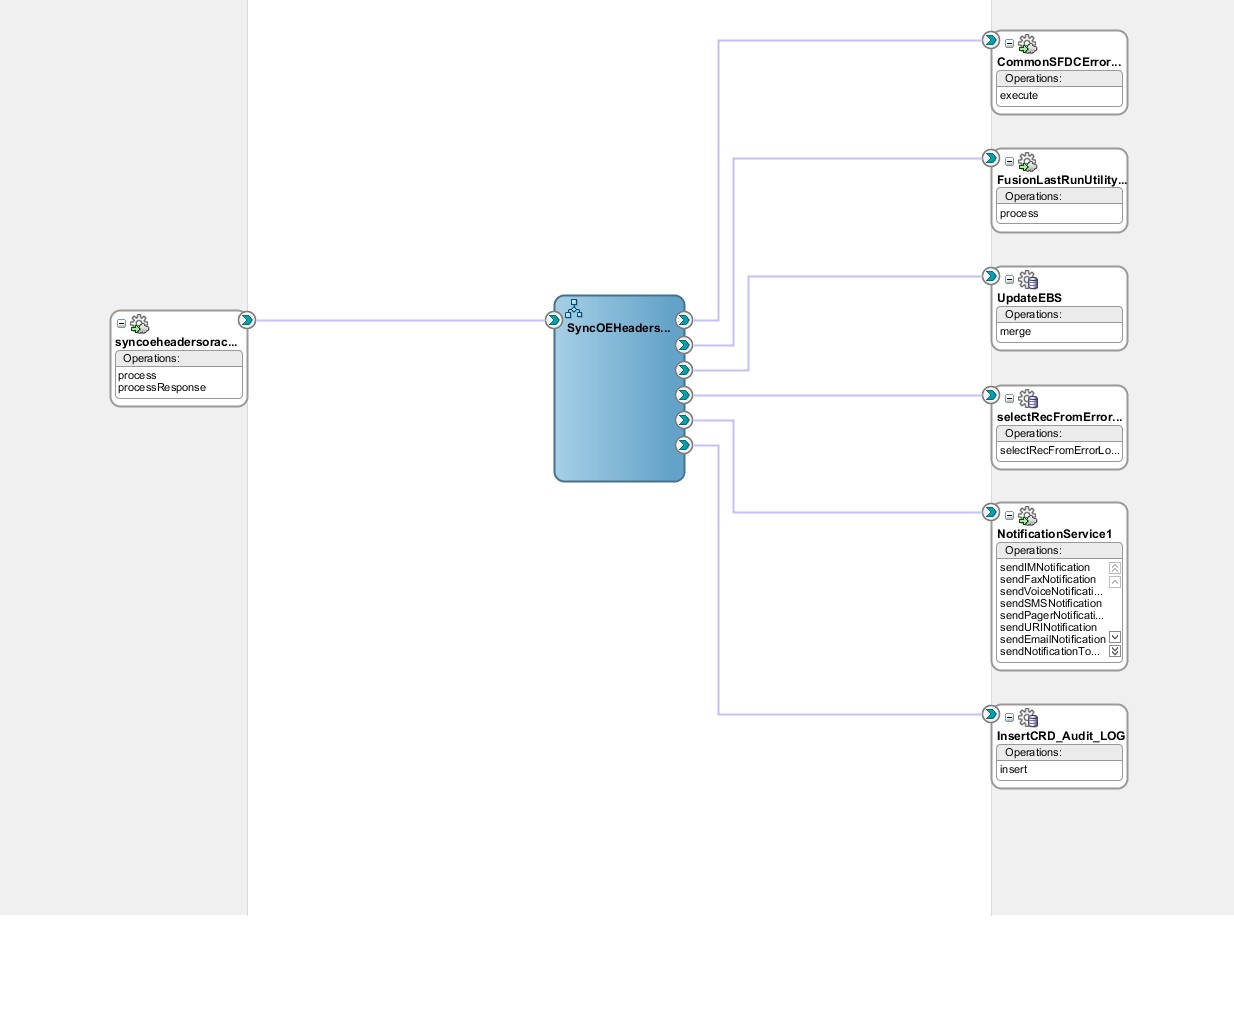 syncoeheadersorac...
Operations:
process
processResponse
SyncOEHeaders...
CommonSFDCError...
Operations:
execute
FusionLastRunUtility...
Operations:
process
UpdateEBS
Operations:
merge
selectRecFromError...
Operations:
selectRecFromErrorLo...
NotificationService1
Operations:
sendIMNotification
sendFaxNotification
sendVoiceNotificati...
sendSMSNotification
sendPagerNotificati...
sendURINotification
sendEmailNotification
sendNotificationTo...
InsertCRD_Audit_LOG
Operations:
insert